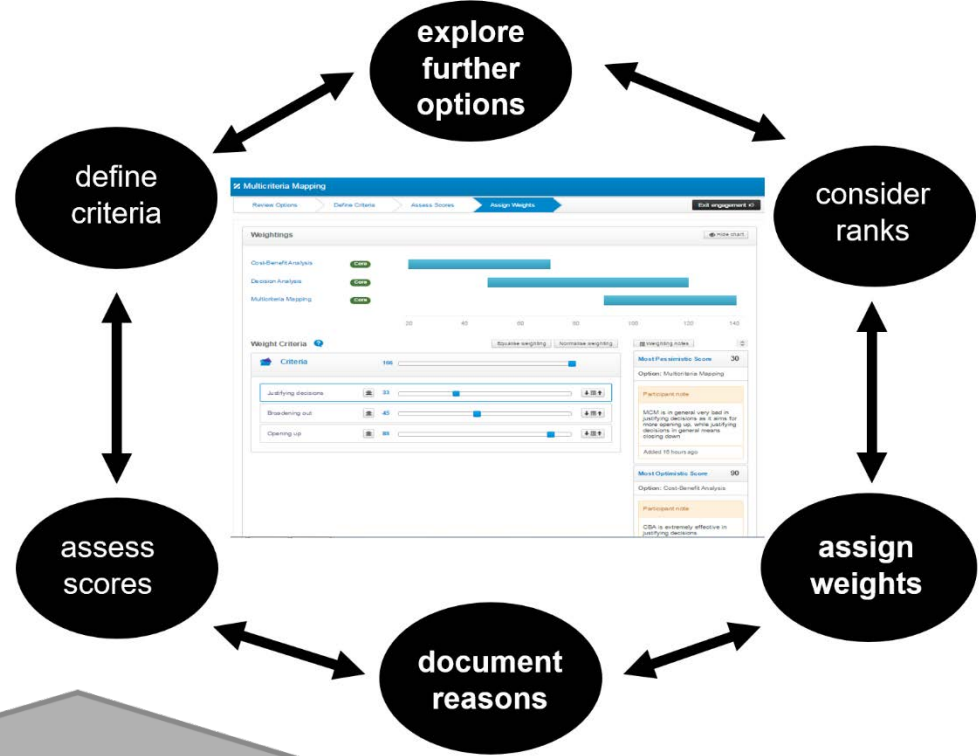 explore
further
options
define
criteria
consider
ranks
Multicriteria Mapping
Review Options
Define Criteria
Assess Scores
Assign Weights
Exit engagement
Weightings
Hide chart
Cost-Benefit Analysis
Core
Decision Analysis
Core
Multicriteria Mapping
Core
20 40 60 80 100 120 140
Weight Criteria
Equalise weighting
Normalise weighting
Weighting notes
Criteria 100
Justifying decisions 33
Broadening out 45
Opening up 88
Most Pessimistic Score 30
Option: Multicriteria Mapping
Participant note
MCM is in general very bad in
justifying decisions as it aims for
more opening up, while justifying
decisions in general means
closing down
Added 16 hours ago
Most Optimistic Score 90
Option: Cost-Benefit Analysis
Participant note
CBA is extremely effective in
justifying decisions
assess
scores
assign
weights
document
reasons